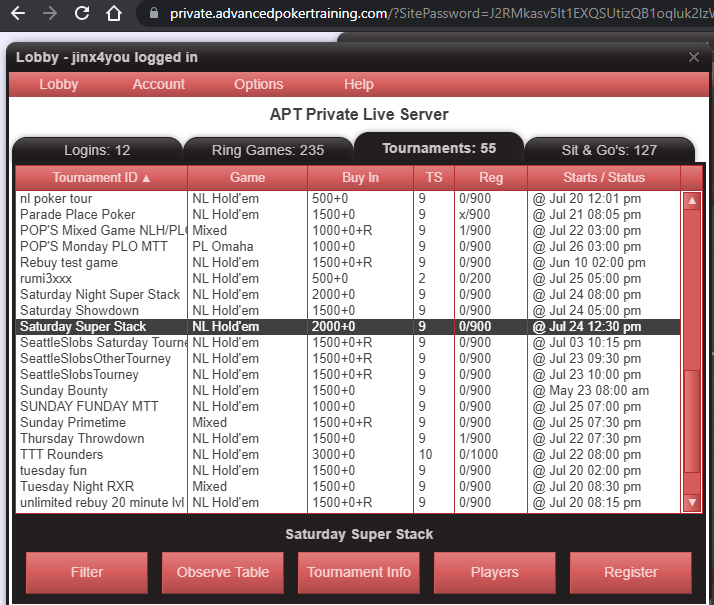 private.advancedpokertraining.com/?SitePassword=J2RMkasv5lt1EXQSUtizQB1oqluk2lzW
Lobby - jinx4you logged in
Lobby Account Options Help
APT Private Live Server
Logins: 12 Ring Games: 235 Tournaments: 55 Sit & Go's: 127
Tournament ID ▲ Game Buy In TS Reg Starts / Status
nl poker tour NL Hold'em 500+0 9 0/900 @ Jul 20 12:01 pm
Parade Place Poker NL Hold'em 1500+0 9 x/900 @ Jul 21 08:05 pm
POP'S Mixed Game NLH/PLO Mixed 1000+0+R 9 1/900 @ Jul 22 03:00 pm
POP'S Monday PLO MTT PL Omaha 1000+0 9 0/900 @ Jul 26 03:00 pm
Rebuy test game NL Hold'em 1500+0+R 9 0/900 @ Jun 10 02:00 pm
rumi3xxx NL Hold'em 500+0 2 0/200 @ Jul 25 05:00 pm
Saturday Night Super Stack NL Hold'em 2000+0 9 0/900 @ Jul 24 08:00 pm
Saturday Showdown NL Hold'em 1500+0 9 0/900 @ Jul 24 05:00 pm
Saturday Super Stack NL Hold'em 2000+0 9 0/900 @ Jul 24 12:30 pm
SeattleSlobs Saturday Tourne NL Hold'em 1500+0+R 9 0/900 @ Jul 03 10:15 pm
SeattleSlobsOtherTourney NL Hold'em 1500+0+R 9 0/900 @ Jul 23 09:30 pm
SeattleSlobsTourney NL Hold'em 1500+0+R 9 0/900 @ Jul 23 10:00 pm
Sunday Bounty NL Hold'em 1500+0 9 0/900 @ May 23 08:00 am
SUNDAY FUNDAY MTT NL Hold'em 1000+0 9 0/900 @ Jul 25 07:00 pm
Sunday Primetime Mixed 1500+0+R 9 0/900 @ Jul 25 07:30 pm
Thursday Throwdown NL Hold'em 1500+0 9 1/900 @ Jul 22 07:30 pm
TTT Rounders NL Hold'em 3000+0 10 0/1000 @ Jul 22 08:00 pm
tuesday fun NL Hold'em 1500+0 9 0/900 @ Jul 20 02:00 pm
Tuesday Night RXR Mixed 1500+0 9 0/900 @ Jul 20 08:30 pm
unlimited rebuy 20 minute lvl NL Hold'em 1500+0+R 9 0/900 @ Jul 20 08:15 pm
Saturday Super Stack
Filter Observe Table Tournament Info Players Register